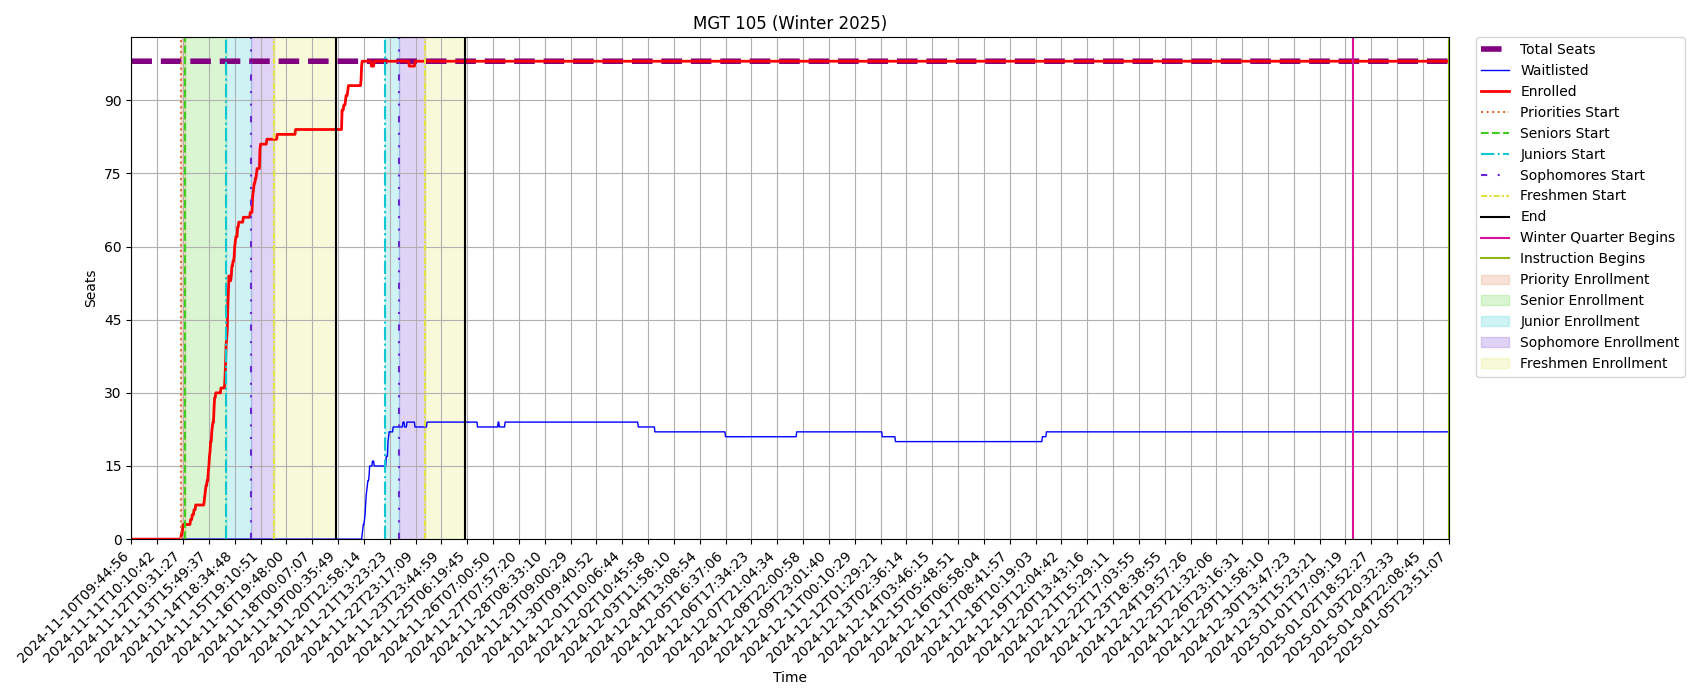 MGT 105 (Winter 2025)
Seats
90
75
60
45
30
15
0
2024-11-10T09:44:56
2024-11-11T10:10:42
2024-11-12T10:31:27
2024-11-13T15:49:37
2024-11-14T18:34:48
2024-11-15T19:10:51
2024-11-16T19:48:00
2024-11-18T00:07:07
2024-11-19T00:35:49
2024-11-20T12:58:14
2024-11-21T13:23:23
2024-11-22T23:17:09
2024-11-23T23:44:59
2024-11-25T06:19:45
2024-11-26T07:00:50
2024-11-27T07:57:20
2024-11-28T08:33:10
2024-11-29T09:00:29
2024-11-30T09:40:52
2024-12-01T10:06:44
2024-12-02T10:45:58
2024-12-03T11:58:10
2024-12-04T13:08:54
2024-12-05T16:37:06
2024-12-06T17:34:23
2024-12-07T21:04:34
2024-12-08T22:00:58
2024-12-09T23:01:40
2024-12-11T00:10:29
2024-12-12T01:29:21
2024-12-13T02:36:14
2024-12-14T03:46:15
2024-12-15T05:48:51
2024-12-16T06:58:04
2024-12-17T08:41:57
2024-12-18T10:19:03
2024-12-19T12:04:42
2024-12-20T13:43:16
2024-12-21T15:29:11
2024-12-22T17:03:55
2024-12-23T18:38:55
2024-12-24T19:57:26
2024-12-25T21:32:06
2024-12-26T23:16:31
2024-12-29T11:58:10
2024-12-30T13:47:23
2024-12-31T15:23:21
2025-01-01T17:09:19
2025-01-02T18:52:27
2025-01-03T20:32:33
2025-01-04T22:08:45
2025-01-05T23:51:07
Time
Total Seats
Waitlisted
Enrolled
Priorities Start
Seniors Start
Juniors Start
Sophomores Start
Freshmen Start
End
Winter Quarter Begins
Instruction Begins
Priority Enrollment
Senior Enrollment
Junior Enrollment
Sophomore Enrollment
Freshmen Enrollment